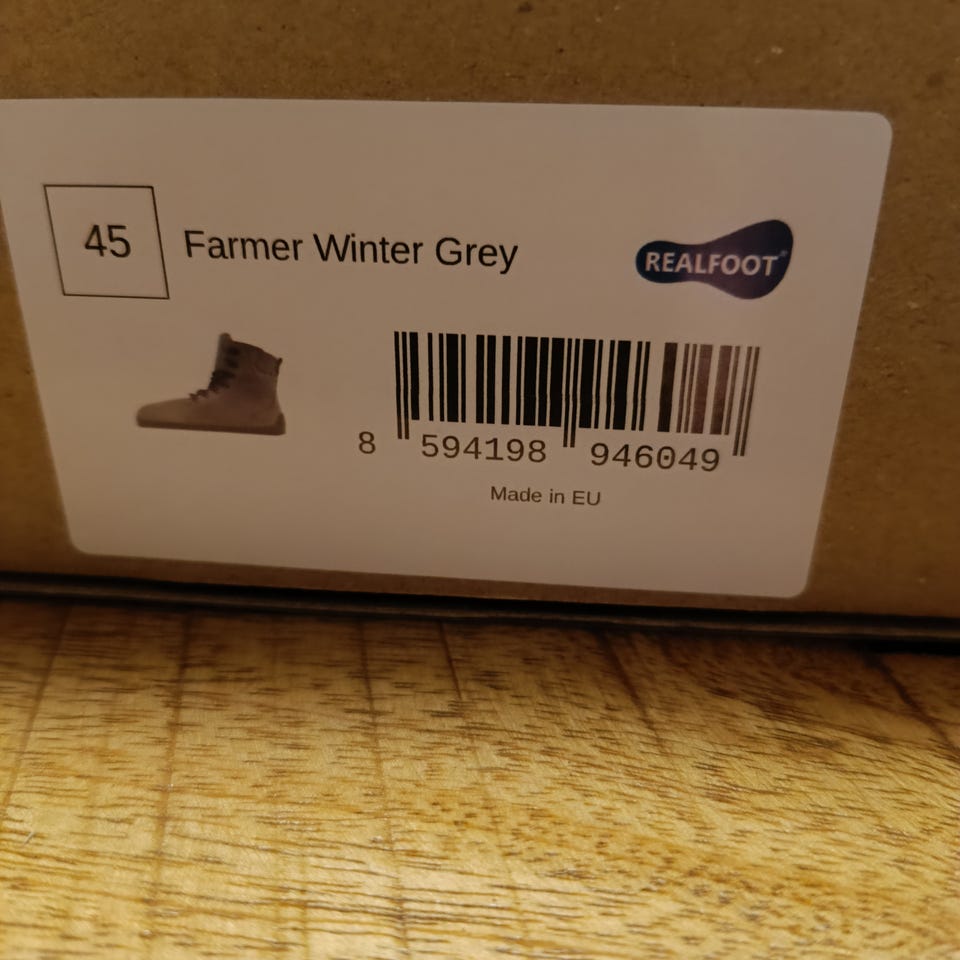 45
Farmer Winter Grey
REALFOOT®
8 594198 946049
Made in EU